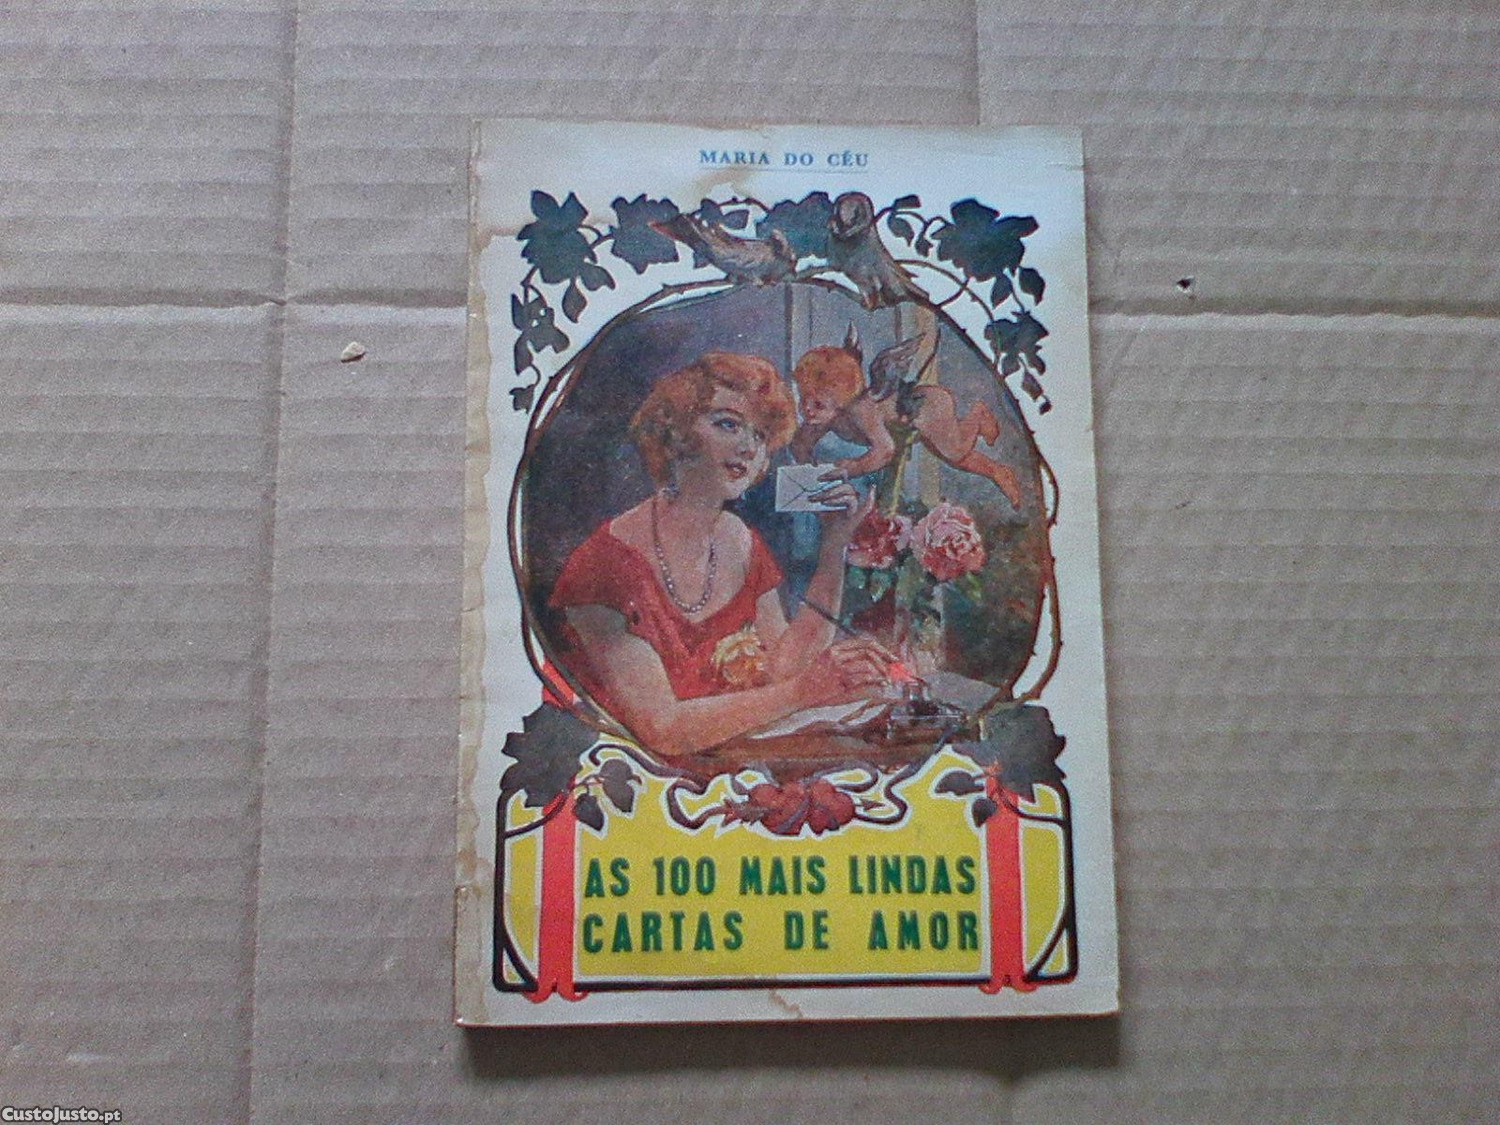 MARIA DO CÉU
AS 100 MAIS LINDAS
CARTAS DE AMOR
CustoJusto.pt